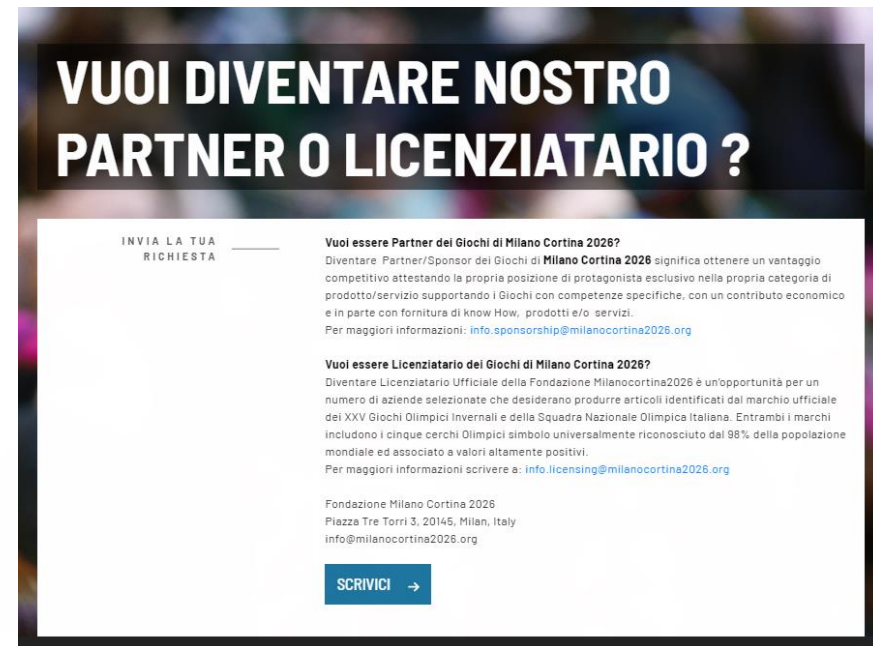 VUOI DIVENTARE NOSTRO
PARTNER O LICENZIATARIO ?
INVIA LA TUA
RICHIESTA
Vuoi essere Partner dei Giochi di Milano Cortina 2026?
Diventare Partner/Sponsor dei Giochi di Milano Cortina 2026 significa ottenere un vantaggio
competitivo attestando la propria posizione di protagonista esclusivo nella propria categoria di
prodotto/servizio supportando i Giochi con competenze specifiche, con un contributo economico
e in parte con fornitura di know How, prodotti e/o servizi.
Per maggiori informazioni: info.sponsorship@milanocortina2026.org
Vuoi essere Licenziatario dei Giochi di Milano Cortina 2026?
Diventare Licenziatario Ufficiale della Fondazione Milanocortina2026 è un'opportunità per un
numero di aziende selezionate che desiderano produrre articoli identificati dal marchio ufficiale
dei XXV Giochi Olimpici Invernali e della Squadra Nazionale Olimpica Italiana. Entrambi i marchi
includono i cinque cerchi Olimpici simbolo universalmente riconosciuto dal 98% della popolazione
mondiale ed associato a valori altamente positivi.
Per maggiori informazioni scrivere a: info.licensing@milanocortina2026.org
Fondazione Milano Cortina 2026
Piazza Tre Torri 3, 20145, Milan, Italy
info@milanocortina2026.org
SCRIVICI →